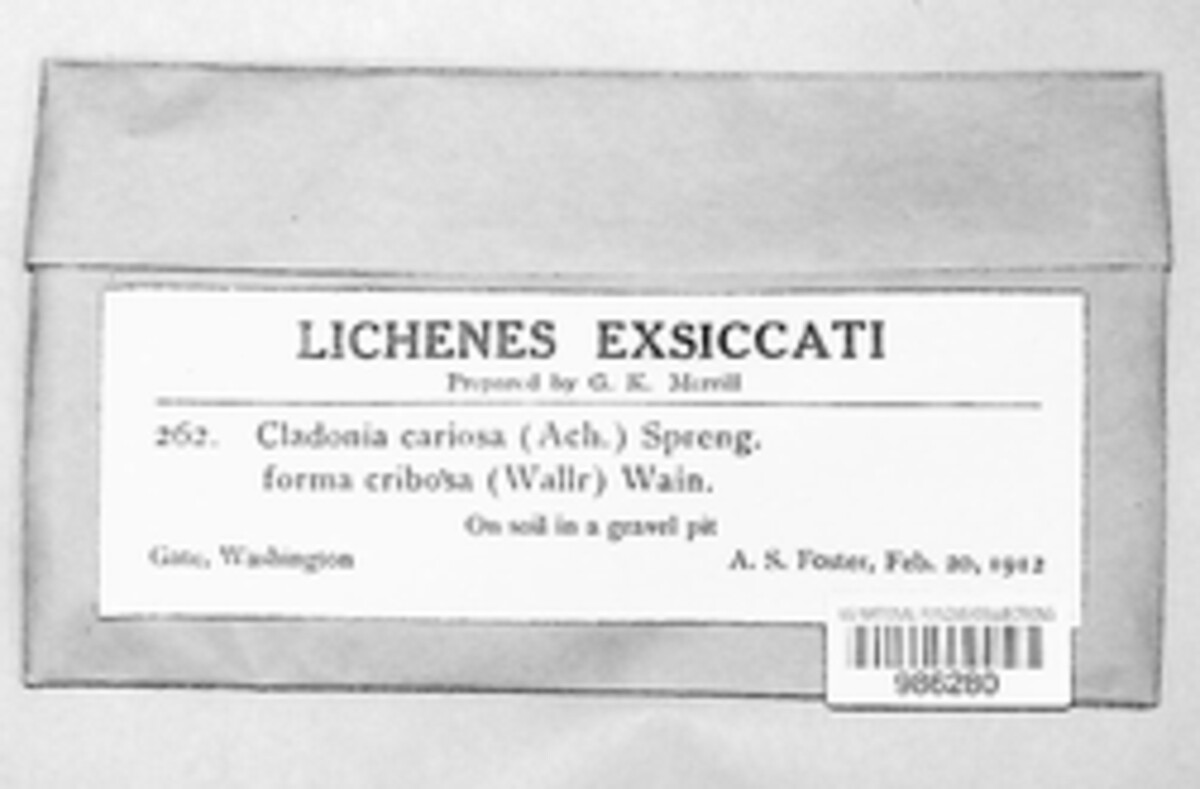 LICHENES EXSICCATI
Prepared by G. K. Merrill
262. Cladonia cariosa (Ach.) Spreng.
forma cribosa (Wallr) Wain.
On soil in a gravel pit
Gate, Washington
A. S. Foster, Feb. 20, 1912
986280